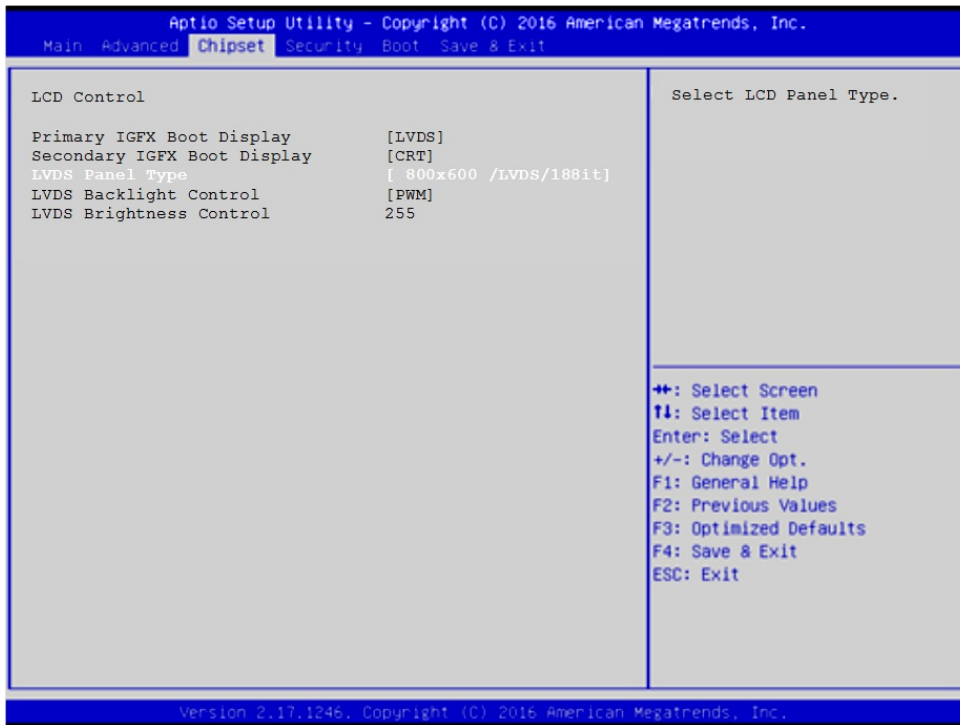 Aptio Setup Utility - Copyright (C) 2016 American Megatrends, Inc.
Main Advanced Chipset Security Boot Save & Exit
LCD Control
Primary IGFX Boot Display [LVDS]
Secondary IGFX Boot Display [CRT]
LVDS Panel Type [ 800x600 /LVDS/188it]
LVDS Backlight Control [PWM]
LVDS Brightness Control 255
Select LCD Panel Type.
→←: Select Screen
↑↓: Select Item
Enter: Select
+/-: Change Opt.
F1: General Help
F2: Previous Values
F3: Optimized Defaults
F4: Save & Exit
ESC: Exit
Version 2.17.1246. Copyright (C) 2016 American Megatrends, Inc.